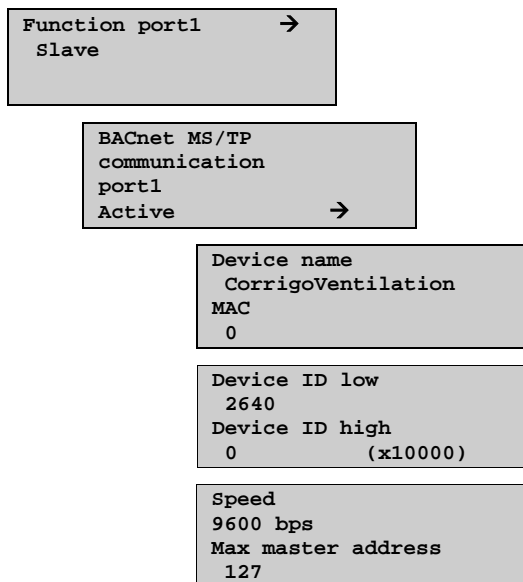 Function port1 →
Slave
BACnet MS/TP
communication
port1
Active →
Device name
CorrigoVentilation
MAC
0
Device ID low
2640
Device ID high
0 (x10000)
Speed
9600 bps
Max master address
127